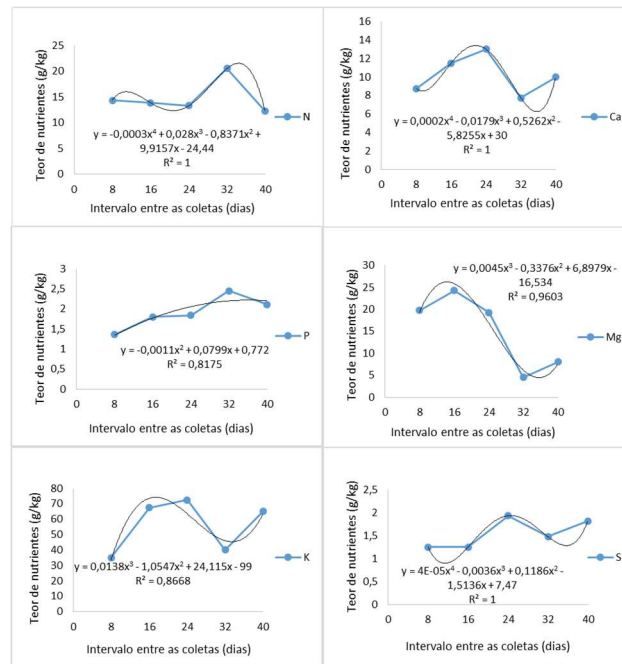 Teor de nutrientes (g/kg)
25
20
15
10
5
0
8 16 24 32 40
y = -0,0003x⁴ + 0,028x³ - 0,8371x² +
9,9157x - 24,44
R² = 1
N
Intervalo entre as coletas (dias)
Teor de nutrientes (g/kg)
16
14
12
10
8
6
4
2
0
8 16 24 32 40
y = 0,0002x⁴ - 0,0179x³ + 0,5262x² -
5,8255x + 30
R² = 1
Ca
Intervalo entre as coletas (dias)
Teor de nutrientes (g/kg)
3
2,5
2
1,5
1
0,5
0
8 16 24 32 40
y = -0,0011x² + 0,0799x + 0,772
R² = 0,8175
P
Intervalo entre as coletas (dias)
Teor de nutrientes (g/kg)
30
25
20
15
10
5
0
8 16 24 32 40
y = 0,0045x³ - 0,3376x² + 6,8979x -
16,534
R² = 0,9603
Mg
Intervalo entre as coletas (dias)
Teor de nutrientes (g/kg)
80
70
60
50
40
30
20
10
0
8 16 24 32 40
y = 0,0138x³ - 1,0547x² + 24,115x - 99
R² = 0,8668
K
Intervalo entre as coletas (dias)
Teor de nutrientes (g/kg)
2,5
2
1,5
1
0,5
0
8 16 24 32 40
y = 4E-05x⁴ - 0,0036x³ + 0,1186x² -
1,5136x + 7,47
R² = 1
S
Intervalo entre as coletas (dias)